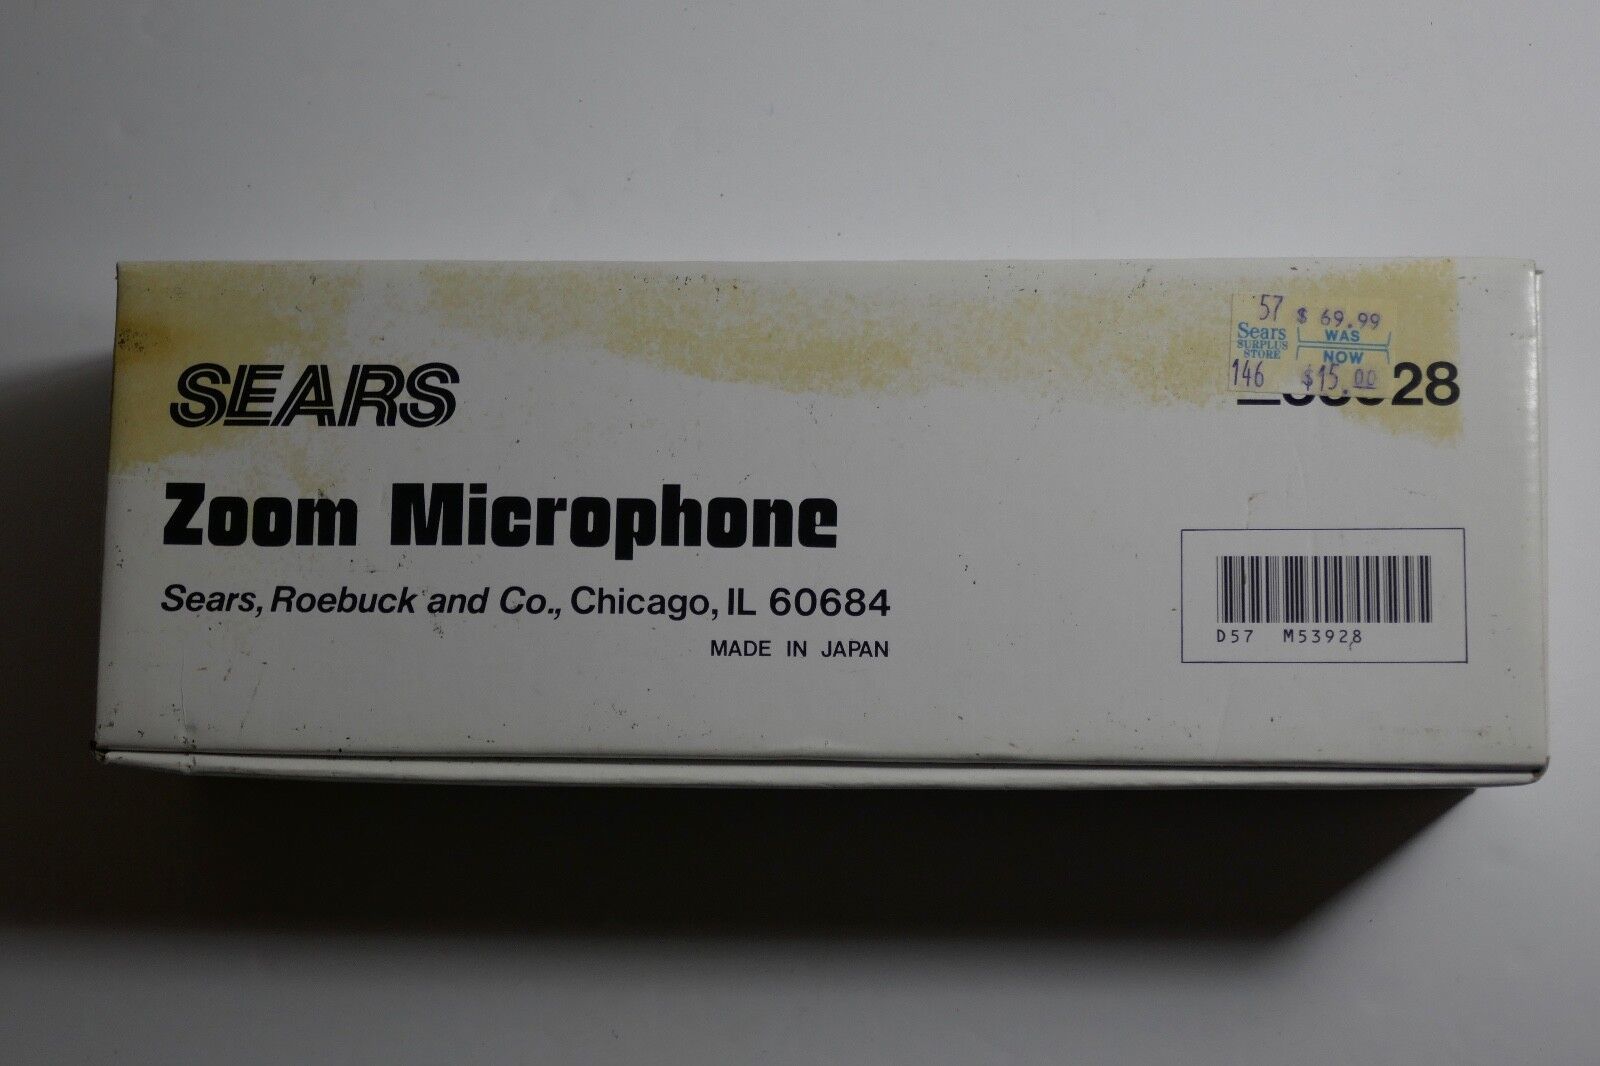 57 $ 69.99
Sears WAS
SURPLUS
STORE NOW
146 $15.00
SEARS
28
Zoom Microphone
Sears, Roebuck and Co., Chicago, IL 60684
MADE IN JAPAN
D57 M53928